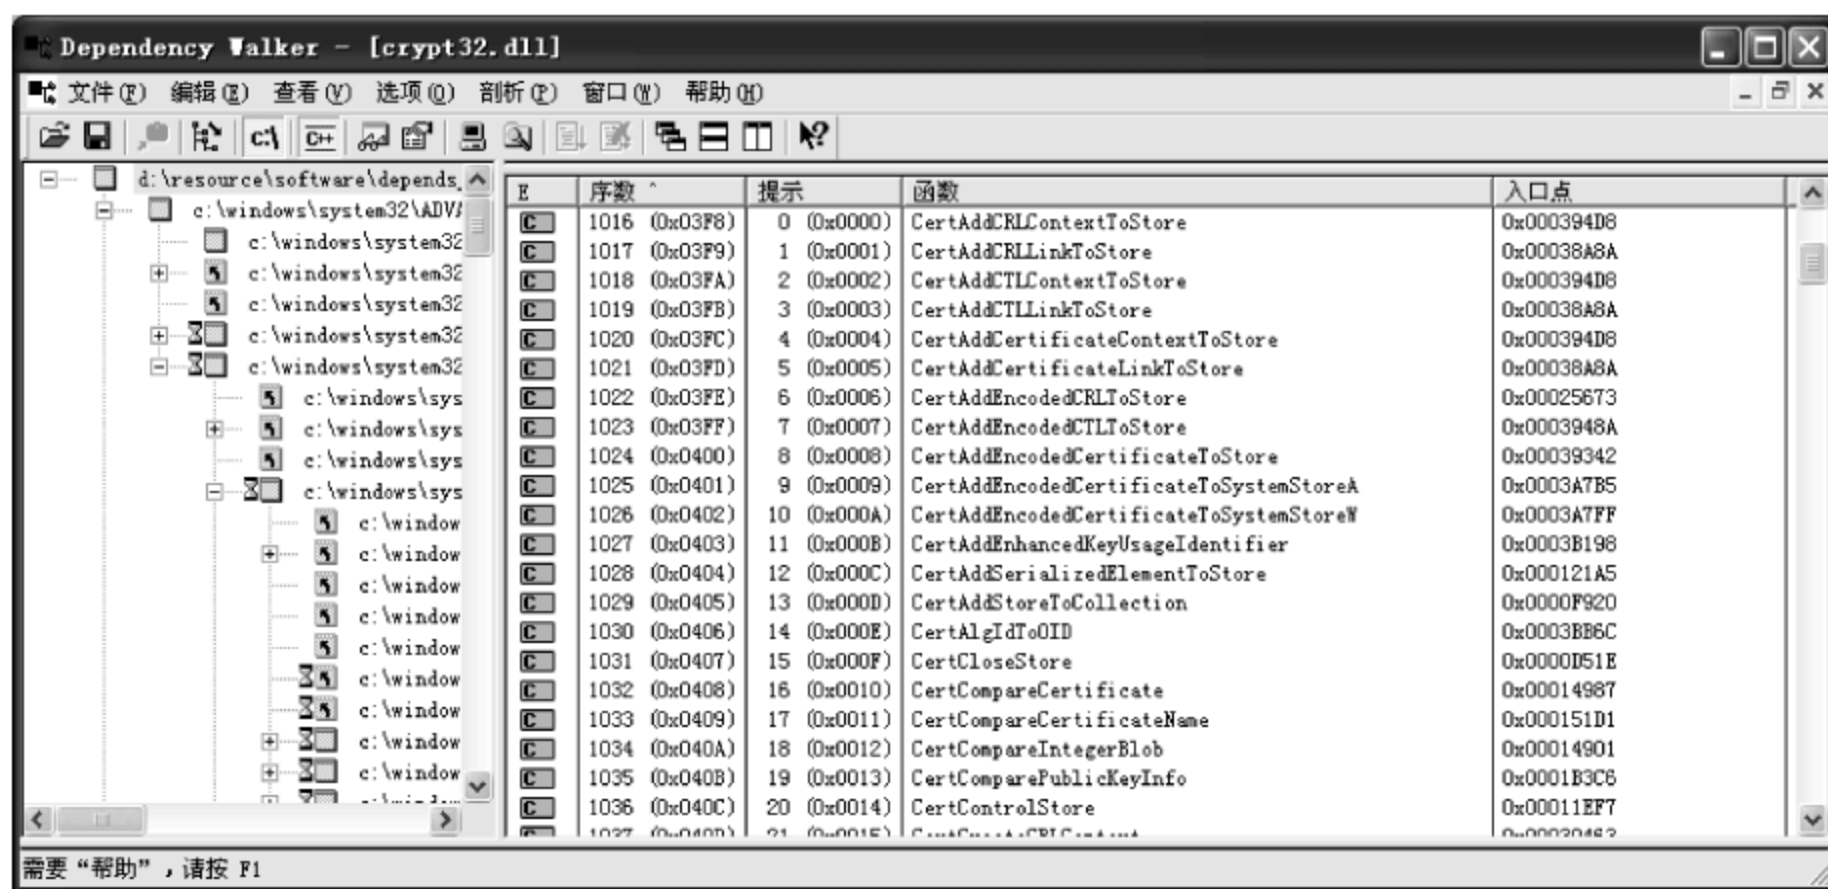 Dependency Walker - [crypt32.dll]
文件(F) 编辑(E) 查看(V) 选项(O) 剖析(P) 窗口(W) 帮助(H)
c:\ C++
d:\resource\software\depends_
c:\windows\system32\ADVA
c:\windows\system32
c:\windows\system32
c:\windows\system32
c:\windows\system32
c:\windows\system32
c:\windows\sys
c:\windows\sys
c:\windows\sys
c:\windows\sys
c:\window
c:\window
c:\window
c:\window
c:\window
c:\window
c:\window
c:\window
c:\window
E 序数 ^ 提示 函数 入口点
C 1016 (0x03F8) 0 (0x0000) CertAddCRLContextToStore 0x000394D8
C 1017 (0x03F9) 1 (0x0001) CertAddCRLLinkToStore 0x00038A8A
C 1018 (0x03FA) 2 (0x0002) CertAddCTLContextToStore 0x000394D8
C 1019 (0x03FB) 3 (0x0003) CertAddCTLLinkToStore 0x00038A8A
C 1020 (0x03FC) 4 (0x0004) CertAddCertificateContextToStore 0x000394D8
C 1021 (0x03FD) 5 (0x0005) CertAddCertificateLinkToStore 0x00038A8A
C 1022 (0x03FE) 6 (0x0006) CertAddEncodedCRLToStore 0x00025673
C 1023 (0x03FF) 7 (0x0007) CertAddEncodedCTLToStore 0x0003948A
C 1024 (0x0400) 8 (0x0008) CertAddEncodedCertificateToStore 0x00039342
C 1025 (0x0401) 9 (0x0009) CertAddEncodedCertificateToSystemStoreA 0x0003A7B5
C 1026 (0x0402) 10 (0x000A) CertAddEncodedCertificateToSystemStoreW 0x0003A7FF
C 1027 (0x0403) 11 (0x000B) CertAddEnhancedKeyUsageIdentifier 0x0003B198
C 1028 (0x0404) 12 (0x000C) CertAddSerializedElementToStore 0x000121A5
C 1029 (0x0405) 13 (0x000D) CertAddStoreToCollection 0x0000F920
C 1030 (0x0406) 14 (0x000E) CertAlgIdToOID 0x0003BB6C
C 1031 (0x0407) 15 (0x000F) CertCloseStore 0x0000D51E
C 1032 (0x0408) 16 (0x0010) CertCompareCertificate 0x00014987
C 1033 (0x0409) 17 (0x0011) CertCompareCertificateName 0x000151D1
C 1034 (0x040A) 18 (0x0012) CertCompareIntegerBlob 0x00014901
C 1035 (0x040B) 19 (0x0013) CertComparePublicKeyInfo 0x0001B3C6
C 1036 (0x040C) 20 (0x0014) CertControlStore 0x00011EF7
需要“帮助”,请按 F1